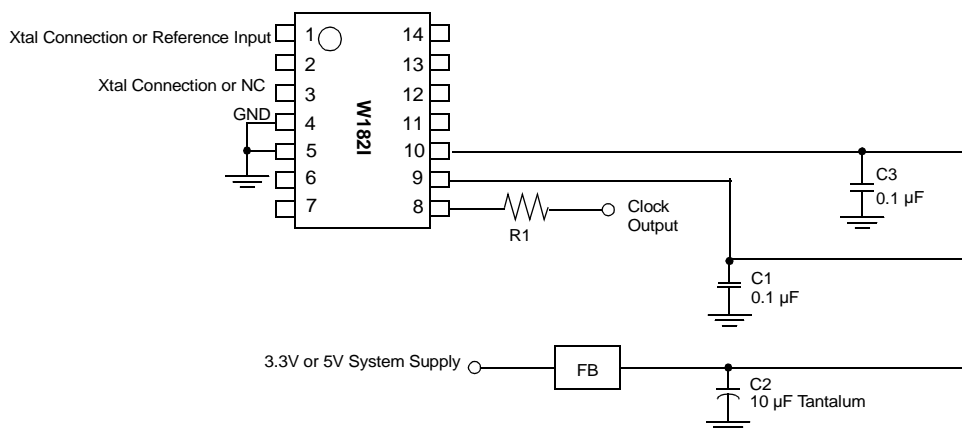 Xtal Connection or Reference Input
Xtal Connection or NC
GND
1
2
3
4
5
6
7
W182I
14
13
12
11
10
9
8
R1
Clock
Output
C3
0.1 µF
C1
0.1 µF
3.3V or 5V System Supply
FB
C2
10 µF Tantalum